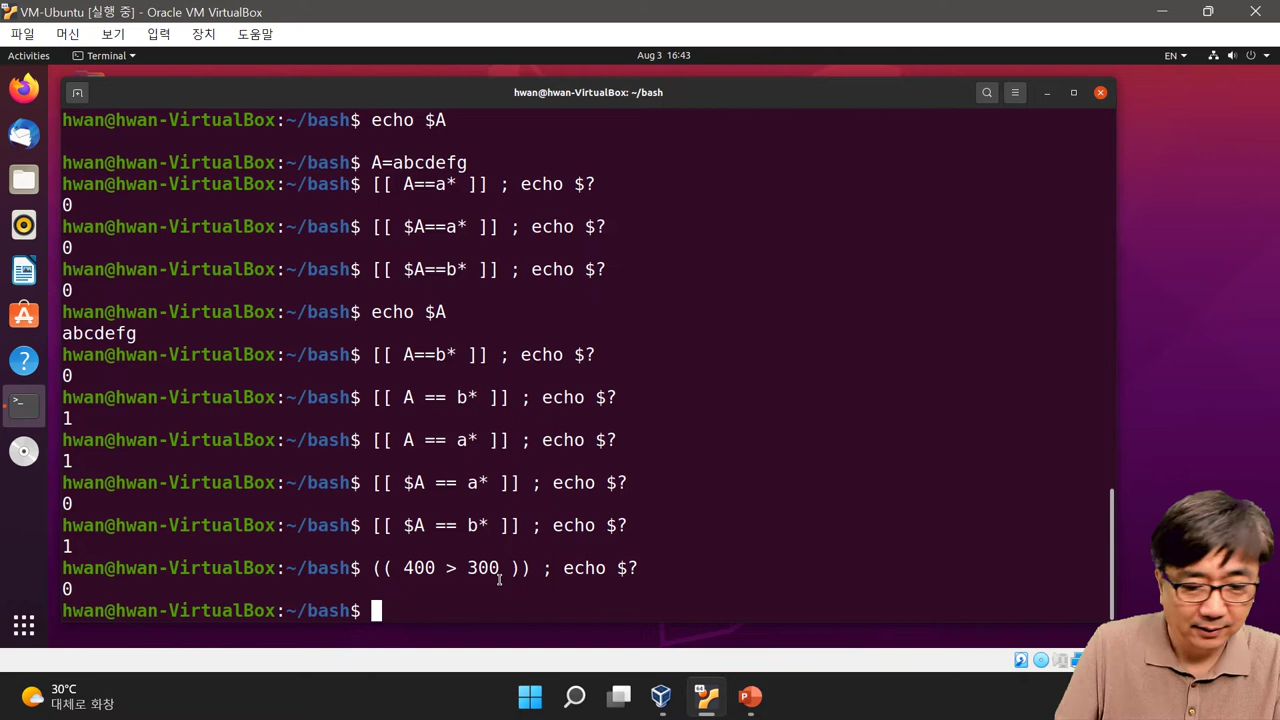 VM-Ubuntu [실행 중] - Oracle VM VirtualBox
파일 머신 보기 입력 장치 도움말
Activities Terminal Aug 3 16:43 EN
hwan@hwan-VirtualBox: ~/bash
hwan@hwan-VirtualBox:~/bash$ echo $A
hwan@hwan-VirtualBox:~/bash$ A=abcdefg
hwan@hwan-VirtualBox:~/bash$ [[ A==a* ]] ; echo $?
0
hwan@hwan-VirtualBox:~/bash$ [[ $A==a* ]] ; echo $?
0
hwan@hwan-VirtualBox:~/bash$ [[ $A==b* ]] ; echo $?
0
hwan@hwan-VirtualBox:~/bash$ echo $A
abcdefg
hwan@hwan-VirtualBox:~/bash$ [[ A==b* ]] ; echo $?
0
hwan@hwan-VirtualBox:~/bash$ [[ A == b* ]] ; echo $?
1
hwan@hwan-VirtualBox:~/bash$ [[ A == a* ]] ; echo $?
1
hwan@hwan-VirtualBox:~/bash$ [[ $A == a* ]] ; echo $?
0
hwan@hwan-VirtualBox:~/bash$ [[ $A == b* ]] ; echo $?
1
hwan@hwan-VirtualBox:~/bash$ (( 400 > 300 )) ; echo $?
0
hwan@hwan-VirtualBox:~/bash$
30°C
대체로 화창